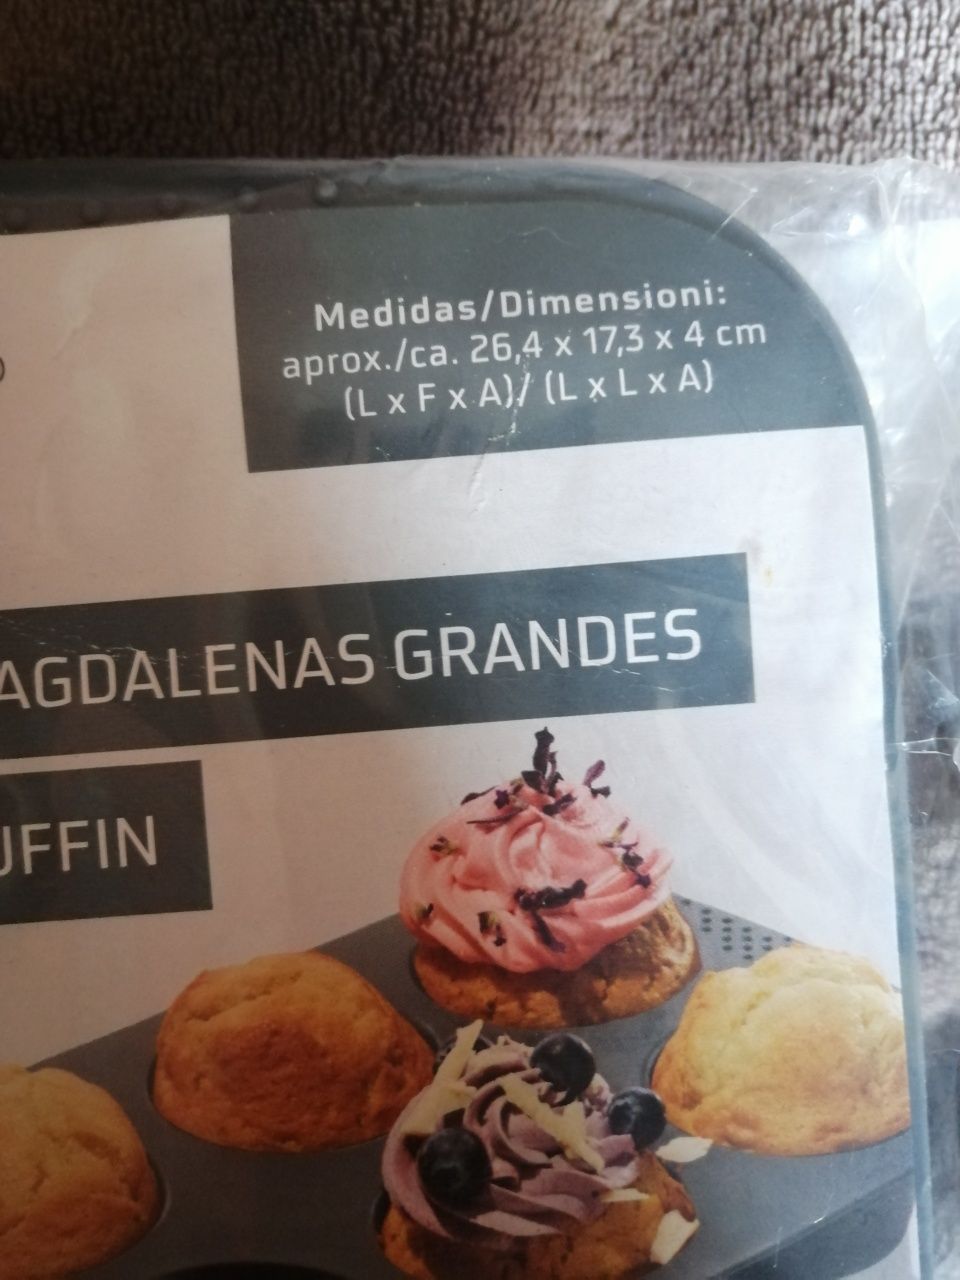 Medidas/Dimensioni:
aprox./ca. 26,4 x 17,3 x 4 cm
(L x F x A)/ (L x L x A)
AGDALENAS GRANDES
UFFIN